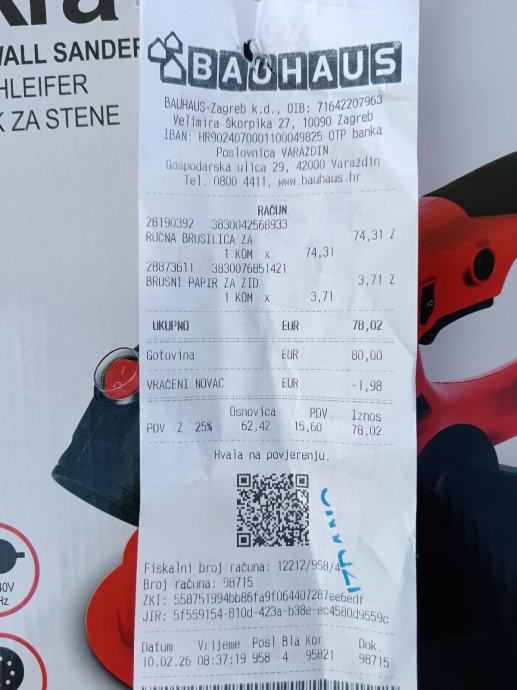 WALL SANDER
HLEIFER
K ZA STENE
BAUHAUS
BAUHAUS-Zagreb k.d., OIB: 71642207963
Velimira Škorpika 27, 10090 Zagreb
IBAN: HR9024070001100049825 OTP banka
Poslovnica VARAŽDIN
Gospodarska ulica 29, 42000 Varaždin
Tel. 0800 4411, www.bauhaus.hr
RAČUN
28190392 3830042568933
RUČNA BRUSILICA ZA 74,31 Z
1 KOM x 74,31
28873611 3830076851421
BRUSNI PAPIR ZA ZID 3,71 Z
1 KOM x 3,71
UKUPNO EUR 78,02
Gotovina EUR 80,00
VRAĆENI NOVAC EUR -1,98
Osnovica PDV Iznos
PDV Z 25% 62,42 15,60 78,02
Hvala na povjerenju.
IZDANO
Fiskalni broj računa: 12212/958/4
Broj računa: 98715
ZKI: 558751994bb86fa9f064407287ee6edf
JIR: 5f559154-810d-423a-b38e-ec4580d9559c
Datum Vrijeme Posl Bla Kor Dok.
10.02.26 08:37:19 958 4 95821 98715
40V
Hz